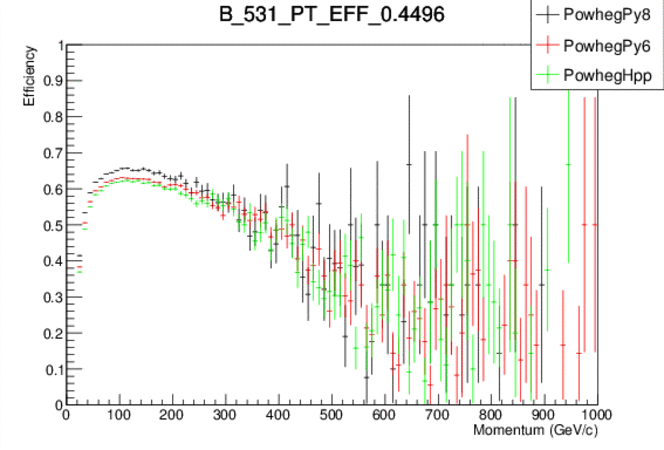 B_531_PT_EFF_0.4496
PowhegPy8
PowhegPy6
PowhegHpp
Efficiency
1
0.9
0.8
0.7
0.6
0.5
0.4
0.3
0.2
0.1
0
0 100 200 300 400 500 600 700 800 900 1000
Momentum (GeV/c)